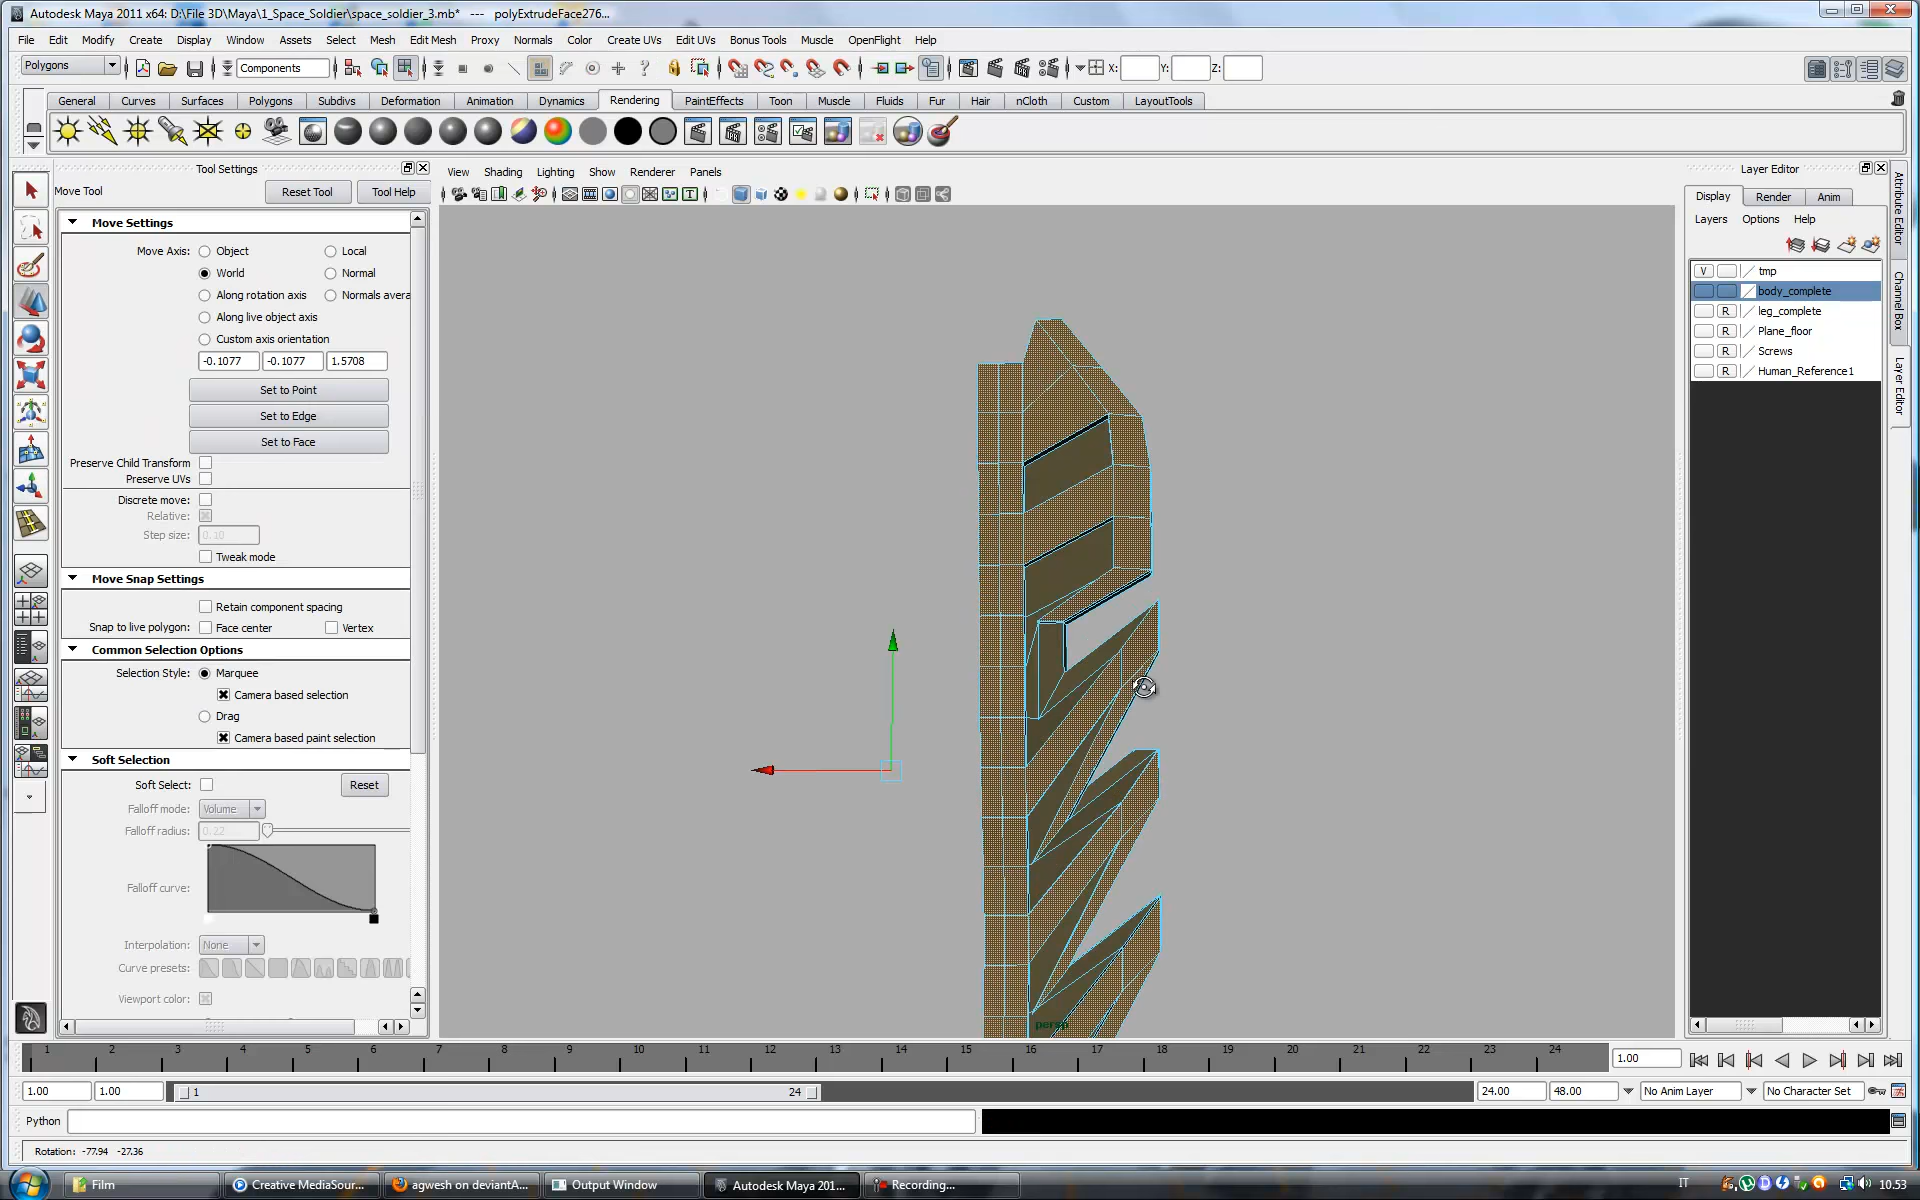 Autodesk Maya 2011 x64: D:\File 3D\Maya\1_Space_Soldier\space_soldier_3.mb*   ---   polyExtrudeFace276...
File Edit Modify Create Display Window Assets Select Mesh Edit Mesh Proxy Normals Color Create UVs Edit UVs Bonus Tools Muscle OpenFlight Help
Polygons Components X: Y: Z:
General Curves Surfaces Polygons Subdivs Deformation Animation Dynamics Rendering PaintEffects Toon Muscle Fluids Fur Hair nCloth Custom LayoutTools
Tool Settings
Move Tool Reset Tool Tool Help
Move Settings
Move Axis: Object Local
World Normal
Along rotation axis Normals avera
Along live object axis
Custom axis orientation
-0.1077 -0.1077 1.5708
Set to Point
Set to Edge
Set to Face
Preserve Child Transform
Preserve UVs
Discrete move:
Relative:
Step size: 0.10
Tweak mode
Move Snap Settings
Retain component spacing
Snap to live polygon: Face center Vertex
Common Selection Options
Selection Style: Marquee
Camera based selection
Drag
Camera based paint selection
Soft Selection
Soft Select: Reset
Falloff mode: Volume
Falloff radius: 0.22
Falloff curve:
Interpolation: None
Curve presets:
Viewport color:
View Shading Lighting Show Renderer Panels
persp
Layer Editor
Display Render Anim
Layers Options Help
V tmp
body_complete
R leg_complete
R Plane_floor
R Screws
R Human_Reference1
Attribute Editor
Channel Box
Layer Editor
1 2 3 4 5 6 7 8 9 10 11 12 13 14 15 16 17 18 19 20 21 22 23 24 1.00
1.00 1.00 1 24 24.00 48.00 No Anim Layer No Character Set
Python
Rotation: -77.94 -27.36
Film Creative MediaSour... agwesh on deviantA... Output Window Autodesk Maya 201... Recording... IT 10.53